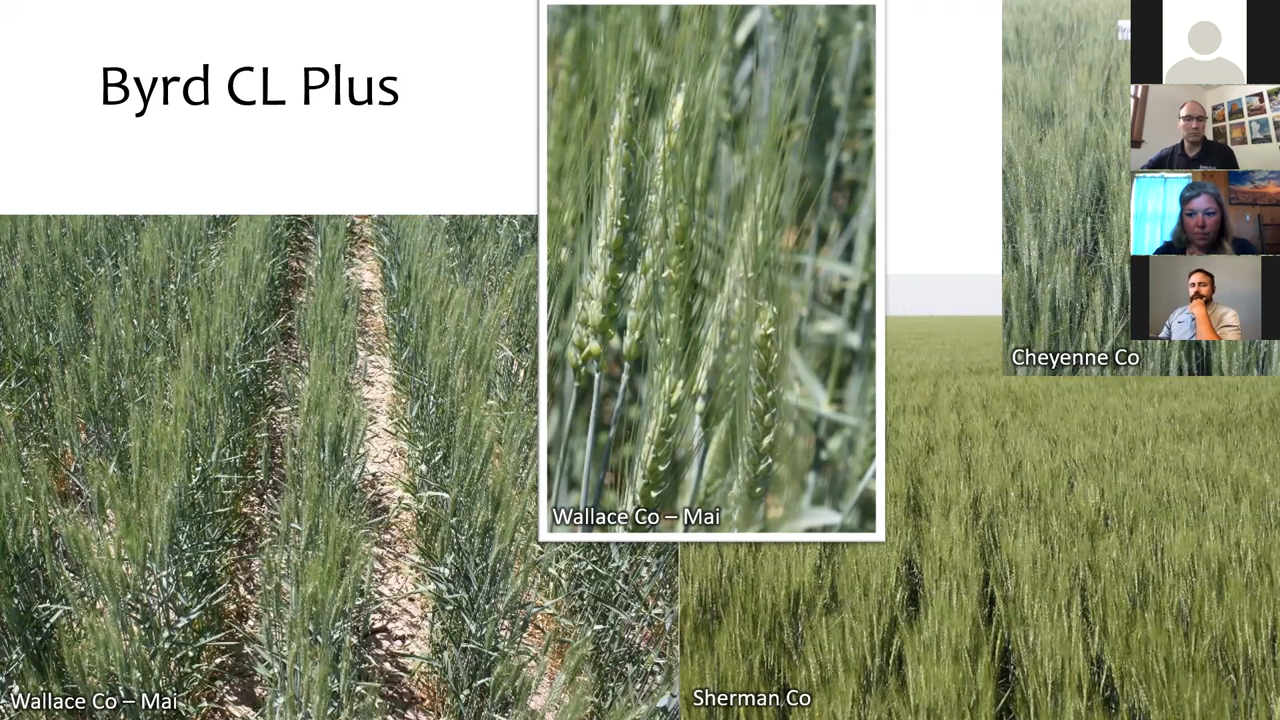 Byrd CL Plus
Wallace Co – Mai
Cheyenne Co
Wallace Co – Mai
Sherman Co